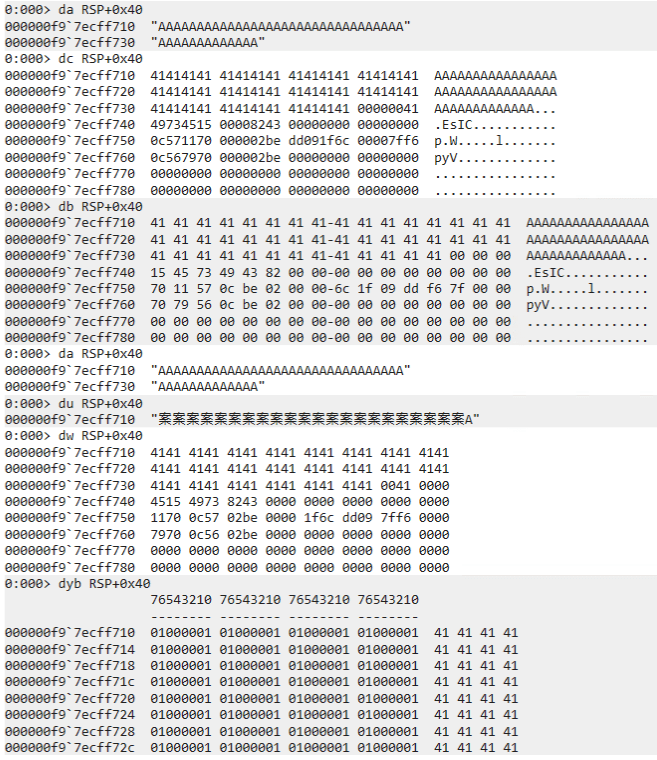 0:000> da RSP+0x40
000000f9`7ecff710 "AAAAAAAAAAAAAAAAAAAAAAAAAAAAAAAA"
000000f9`7ecff730 "AAAAAAAAAAAAA"
0:000> dc RSP+0x40
000000f9`7ecff710 41414141 41414141 41414141 41414141 AAAAAAAAAAAAAAAA
000000f9`7ecff720 41414141 41414141 41414141 41414141 AAAAAAAAAAAAAAAA
000000f9`7ecff730 41414141 41414141 41414141 00000041 AAAAAAAAAAAAA...
000000f9`7ecff740 49734515 00008243 00000000 00000000 .EsIC...........
000000f9`7ecff750 0c571170 000002be dd091f6c 00007ff6 p.W.....l.......
000000f9`7ecff760 0c567970 000002be 00000000 00000000 pyV.............
000000f9`7ecff770 00000000 00000000 00000000 00000000 ................
000000f9`7ecff780 00000000 00000000 00000000 00000000 ................
0:000> db RSP+0x40
000000f9`7ecff710 41 41 41 41 41 41 41 41-41 41 41 41 41 41 41 41 AAAAAAAAAAAAAAAA
000000f9`7ecff720 41 41 41 41 41 41 41 41-41 41 41 41 41 41 41 41 AAAAAAAAAAAAAAAA
000000f9`7ecff730 41 41 41 41 41 41 41 41-41 41 41 41 41 00 00 00 AAAAAAAAAAAAA...
000000f9`7ecff740 15 45 73 49 43 82 00 00-00 00 00 00 00 00 00 00 .EsIC...........
000000f9`7ecff750 70 11 57 0c be 02 00 00-6c 1f 09 dd f6 7f 00 00 p.W.....l.......
000000f9`7ecff760 70 79 56 0c be 02 00 00-00 00 00 00 00 00 00 00 pyV.............
000000f9`7ecff770 00 00 00 00 00 00 00 00-00 00 00 00 00 00 00 00 ................
000000f9`7ecff780 00 00 00 00 00 00 00 00-00 00 00 00 00 00 00 00 ................
0:000> da RSP+0x40
000000f9`7ecff710 "AAAAAAAAAAAAAAAAAAAAAAAAAAAAAAAA"
000000f9`7ecff730 "AAAAAAAAAAAAA"
0:000> du RSP+0x40
000000f9`7ecff710 "䅁䅁䅁䅁䅁䅁䅁䅁䅁䅁䅁䅁䅁䅁䅁䅁䅁䅁䅁䅁䅁䅁A"
0:000> dw RSP+0x40
000000f9`7ecff710 4141 4141 4141 4141 4141 4141 4141 4141
000000f9`7ecff720 4141 4141 4141 4141 4141 4141 4141 4141
000000f9`7ecff730 4141 4141 4141 4141 4141 4141 0041 0000
000000f9`7ecff740 4515 4973 8243 0000 0000 0000 0000 0000
000000f9`7ecff750 1170 0c57 02be 0000 1f6c dd09 7ff6 0000
000000f9`7ecff760 7970 0c56 02be 0000 0000 0000 0000 0000
000000f9`7ecff770 0000 0000 0000 0000 0000 0000 0000 0000
000000f9`7ecff780 0000 0000 0000 0000 0000 0000 0000 0000
0:000> dyb RSP+0x40
76543210 76543210 76543210 76543210
-------- -------- -------- --------
000000f9`7ecff710 01000001 01000001 01000001 01000001 41 41 41 41
000000f9`7ecff714 01000001 01000001 01000001 01000001 41 41 41 41
000000f9`7ecff718 01000001 01000001 01000001 01000001 41 41 41 41
000000f9`7ecff71c 01000001 01000001 01000001 01000001 41 41 41 41
000000f9`7ecff720 01000001 01000001 01000001 01000001 41 41 41 41
000000f9`7ecff724 01000001 01000001 01000001 01000001 41 41 41 41
000000f9`7ecff728 01000001 01000001 01000001 01000001 41 41 41 41
000000f9`7ecff72c 01000001 01000001 01000001 01000001 41 41 41 41